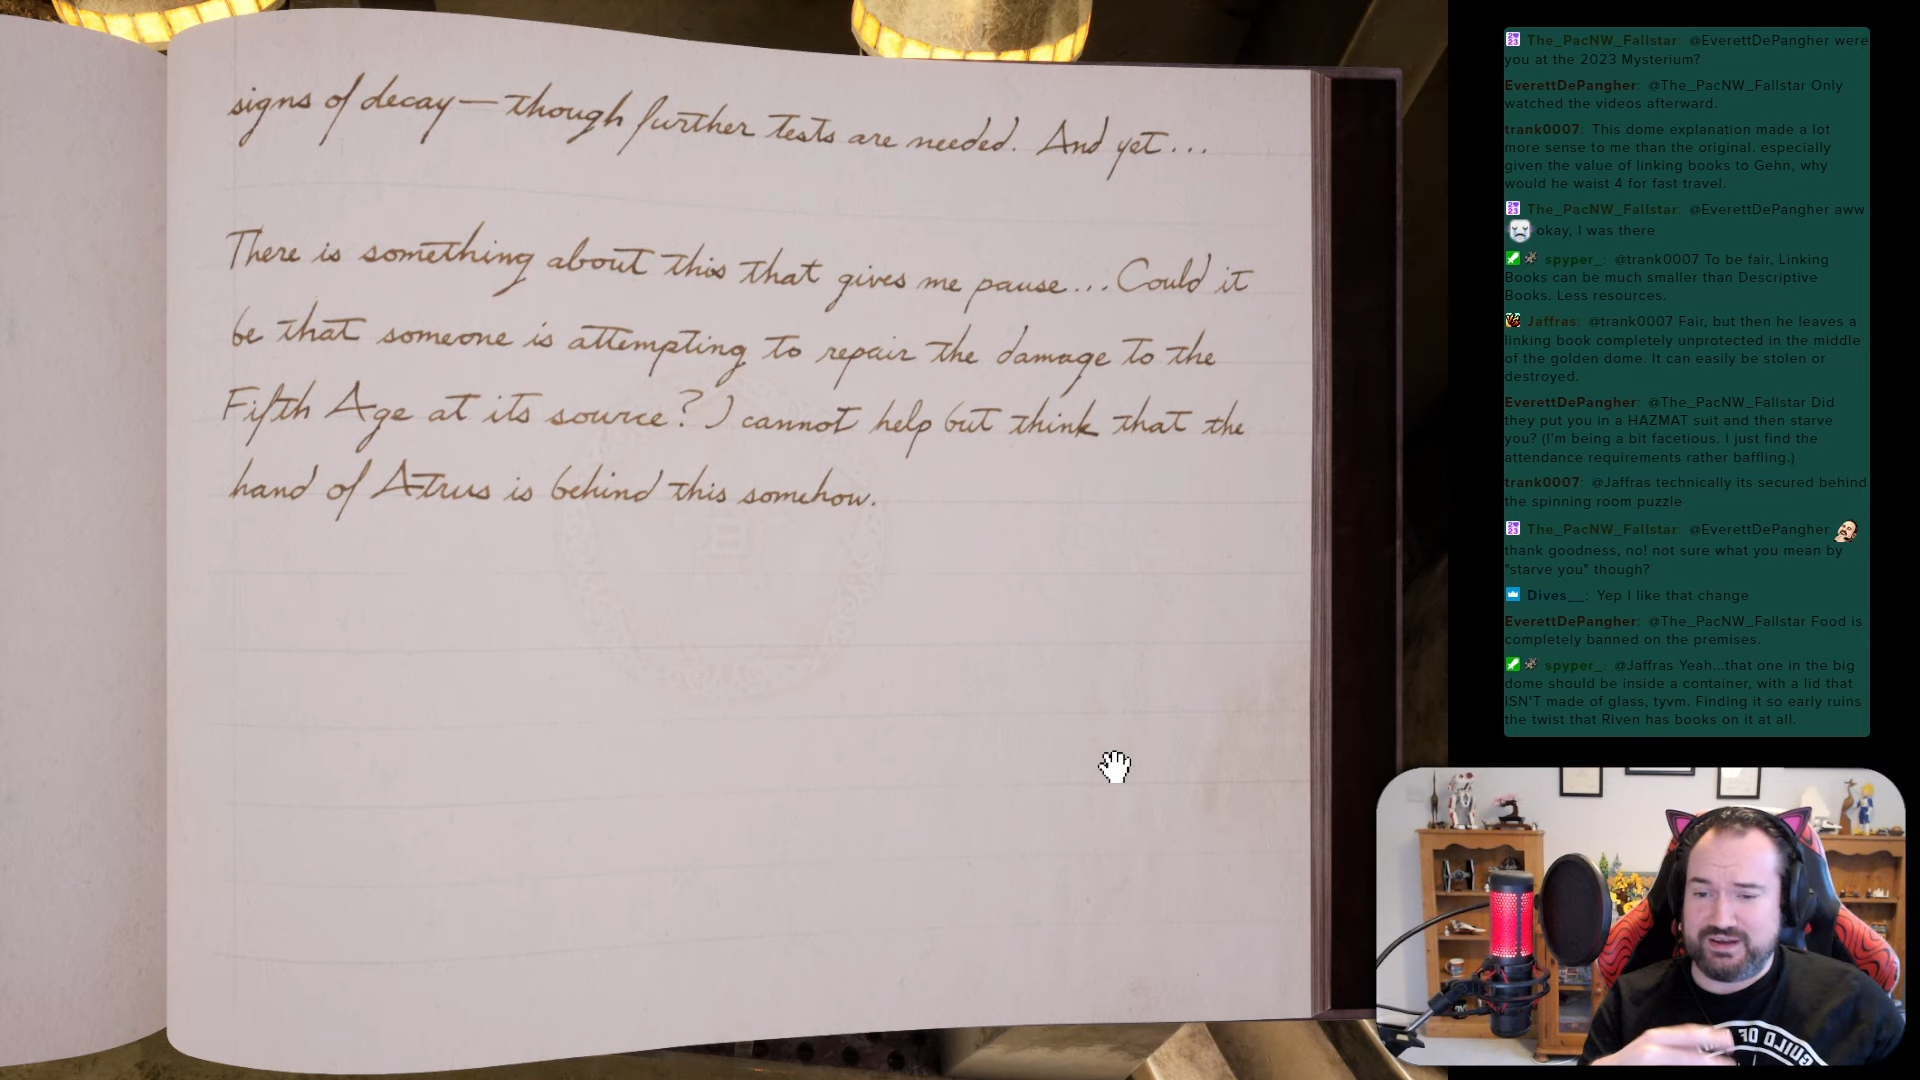 signs of decay—though further tests are needed. And yet...
There is something about this that gives me pause...Could it
be that someone is attempting to repair the damage to the
Fifth Age at its source? I cannot help but think that the
hand of Atrus is behind this somehow.
The_PacNW_Fallstar: @EverettDePangher were
you at the 2023 Mysterium?
EverettDePangher: @The_PacNW_Fallstar Only
watched the videos afterward.
trank0007: This dome explanation made a lot
more sense to me than the original. especially
given the value of linking books to Gehn, why
would he waist 4 for fast travel.
The_PacNW_Fallstar: @EverettDePangher aww
okay, I was there
spyper_: @trank0007 To be fair, Linking
Books can be much smaller than Descriptive
Books. Less resources.
Jaffras: @trank0007 Fair, but then he leaves a
linking book completely unprotected in the middle
of the golden dome. It can easily be stolen or
destroyed.
EverettDePangher: @The_PacNW_Fallstar Did
they put you in a HAZMAT suit and then starve
you? (I'm being a bit facetious. I just find the
attendance requirements rather baffling.)
trank0007: @Jaffras technically its secured behind
the spinning room puzzle
The_PacNW_Fallstar: @EverettDePangher
thank goodness, no! not sure what you mean by
"starve you" though?
Dives__: Yep I like that change
EverettDePangher: @The_PacNW_Fallstar Food is
completely banned on the premises.
spyper_: @Jaffras Yeah...that one in the big
dome should be inside a container, with a lid that
ISN'T made of glass, tyvm. Finding it so early ruins
the twist that Riven has books on it at all.
GUILD OF